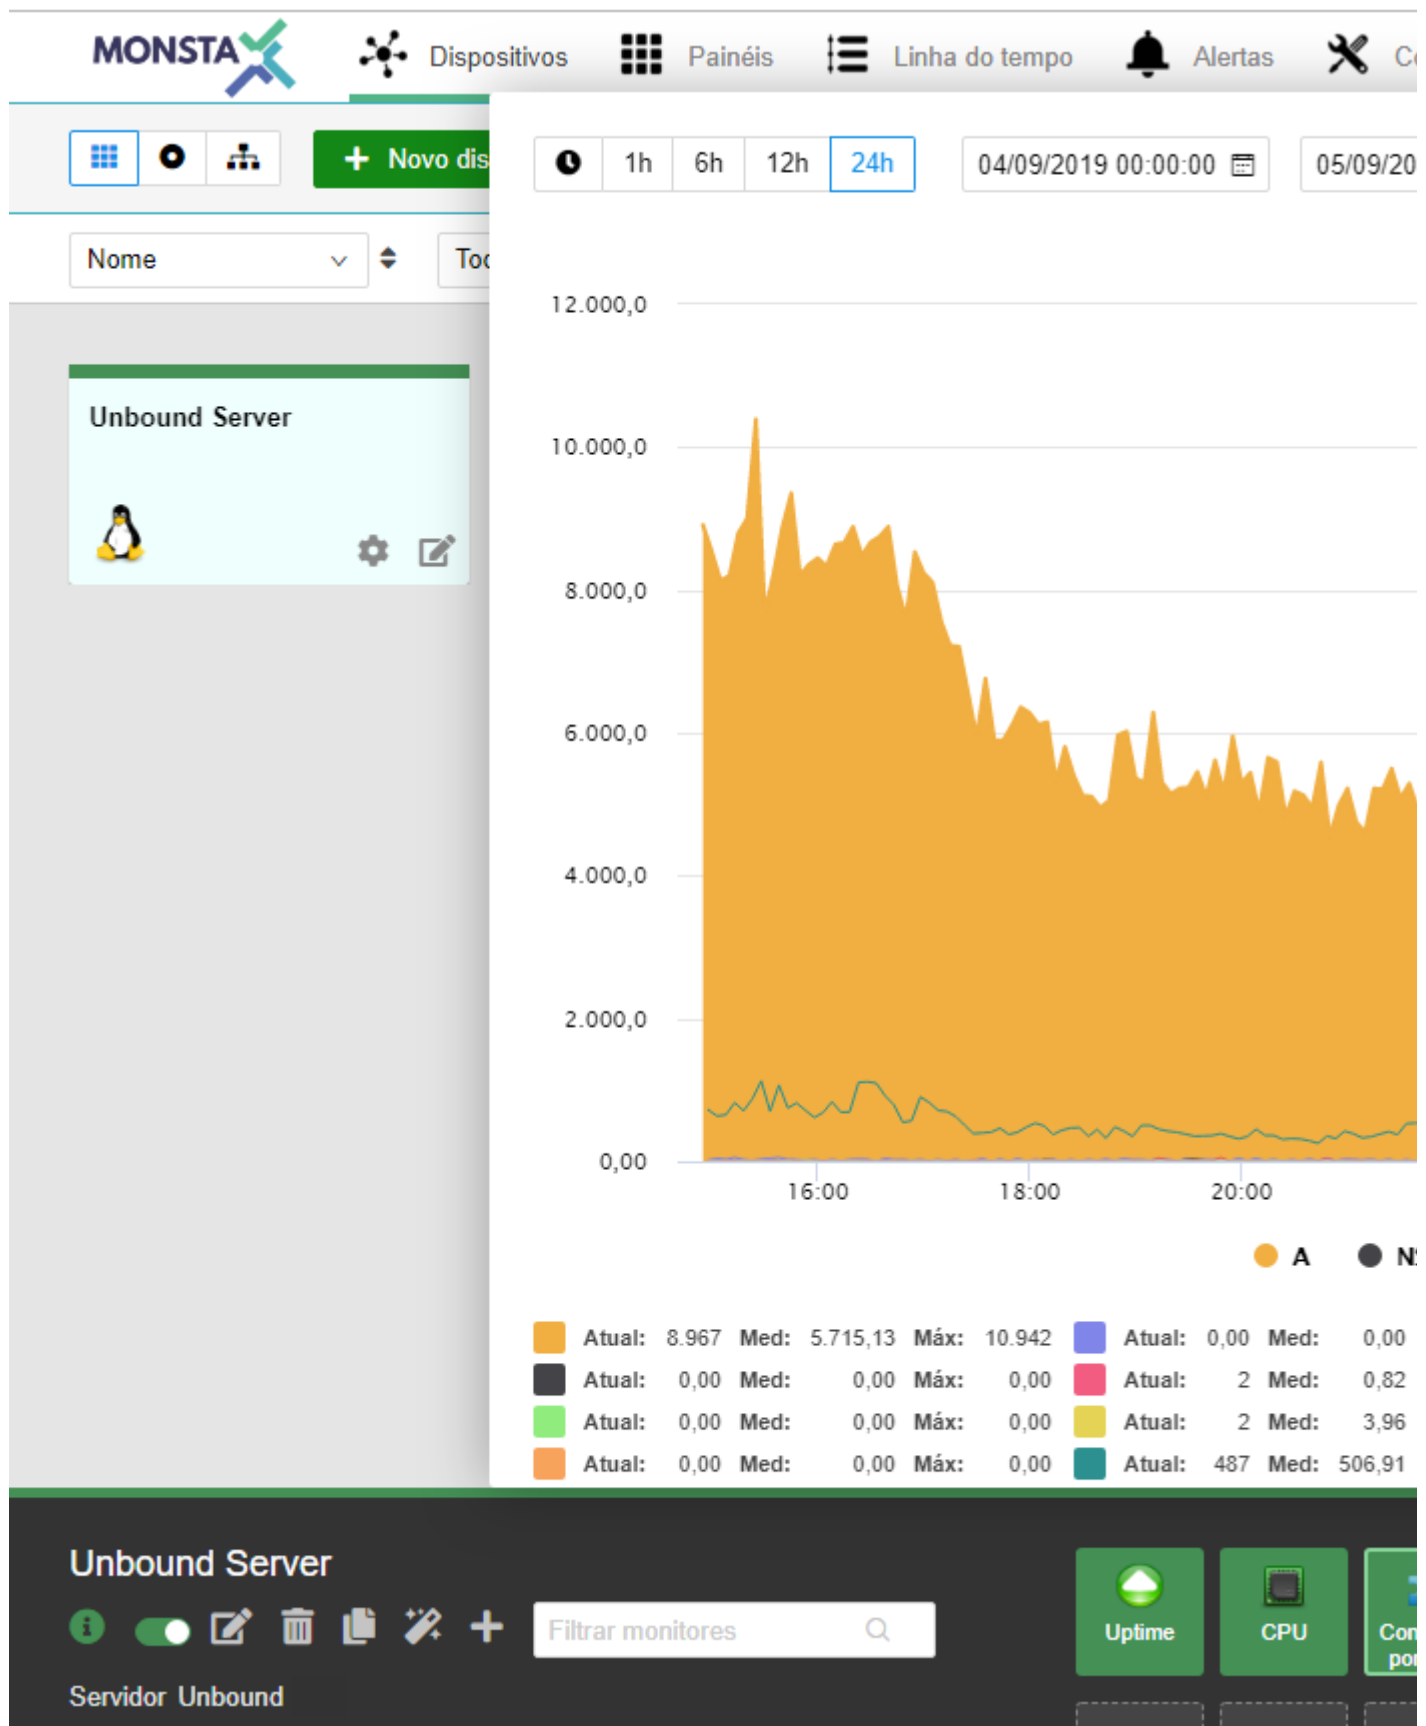 MONSTA
Dispositivos
Painéis
Linha do tempo
Alertas
Novo dis
1h
6h
12h
24h
04/09/2019 00:00:00
05/09/20
Nome
Unbound Server
12.000,0
10.000,0
8.000,0
6.000,0
4.000,0
2.000,0
0,00
16:00
18:00
20:00
A
Atual: 8.967 Med: 5.715,13 Máx: 10.942 Atual: 0,00 Med: 0,00
Atual: 0,00 Med: 0,00 Máx: 0,00 Atual: 2 Med: 0,82
Atual: 0,00 Med: 0,00 Máx: 0,00 Atual: 2 Med: 3,96
Atual: 0,00 Med: 0,00 Máx: 0,00 Atual: 487 Med: 506,91
Unbound Server
Filtrar monitores
Uptime
CPU
Servidor Unbound